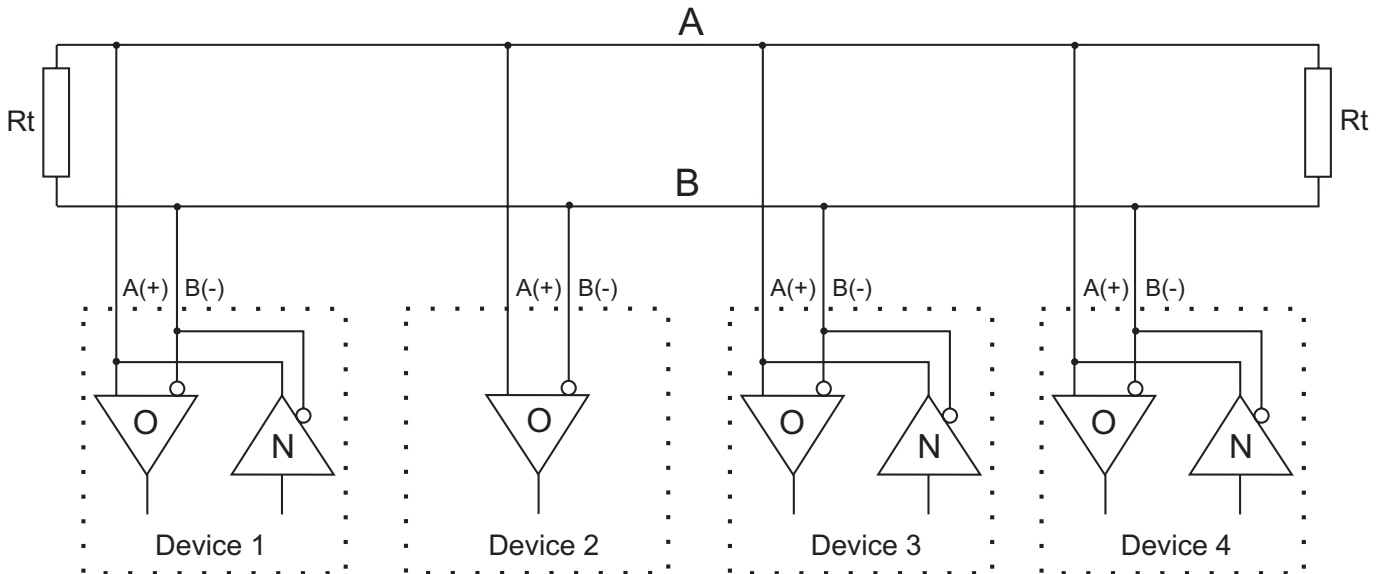 A
Rt
Rt
B
A(+) B(-)
A(+) B(-)
A(+) B(-)
A(+) B(-)
O
N
O
O
N
O
N
Device 1
Device 2
Device 3
Device 4